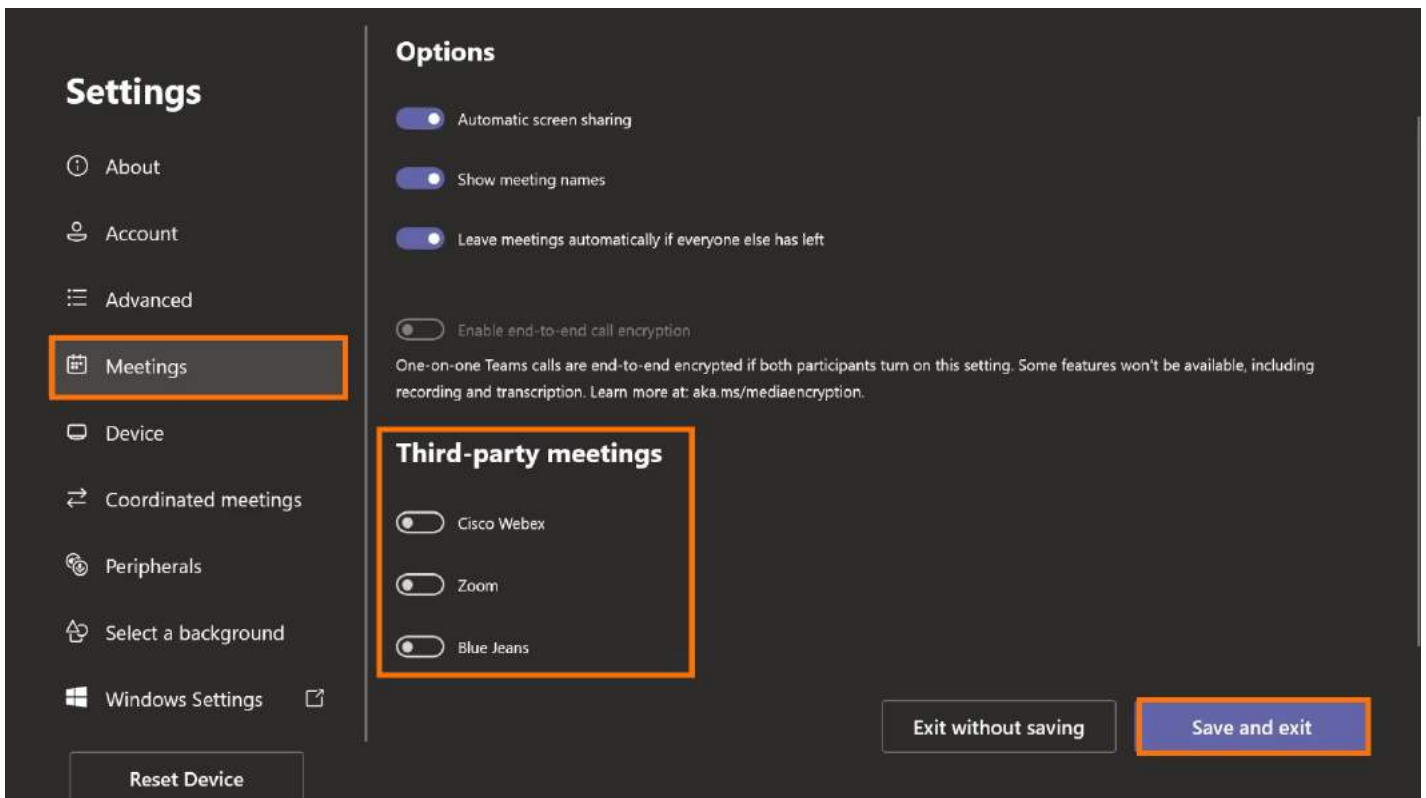 Settings
About
Account
Advanced
Meetings
Device
Coordinated meetings
Peripherals
Select a background
Windows Settings
Reset Device
Options
Automatic screen sharing
Show meeting names
Leave meetings automatically if everyone else has left
Enable end-to-end call encryption
One-on-one Teams calls are end-to-end encrypted if both participants turn on this setting. Some features won't be available, including
recording and transcription. Learn more at: aka.ms/mediaencryption.
Third-party meetings
Cisco Webex
Zoom
Blue Jeans
Exit without saving
Save and exit